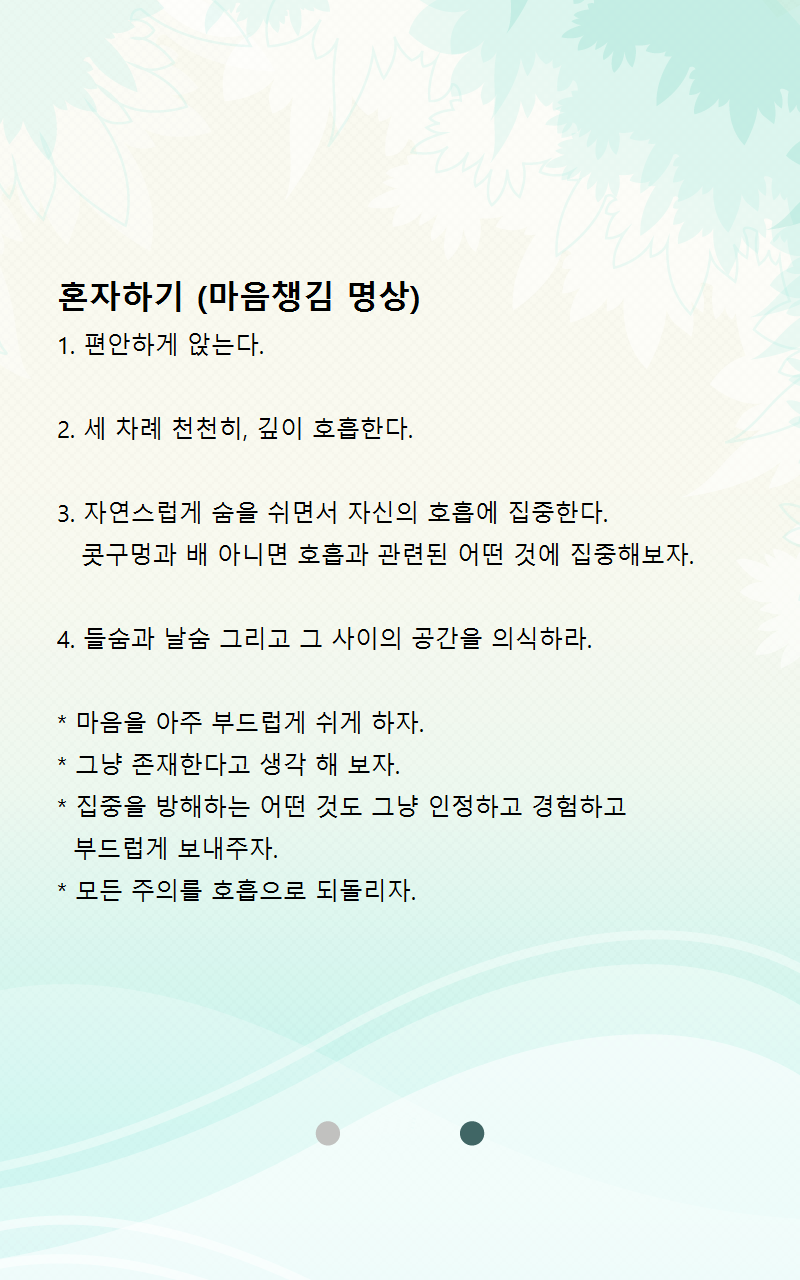 혼자하기 (마음챙김 명상)
1. 편안하게 앉는다.
2. 세 차례 천천히, 깊이 호흡한다.
3. 자연스럽게 숨을 쉬면서 자신의 호흡에 집중한다.
콧구멍과 배 아니면 호흡과 관련된 어떤 것에 집중해보자.
4. 들숨과 날숨 그리고 그 사이의 공간을 의식하라.
* 마음을 아주 부드럽게 쉬게 하자.
* 그냥 존재한다고 생각 해 보자.
* 집중을 방해하는 어떤 것도 그냥 인정하고 경험하고
부드럽게 보내주자.
* 모든 주의를 호흡으로 되돌리자.